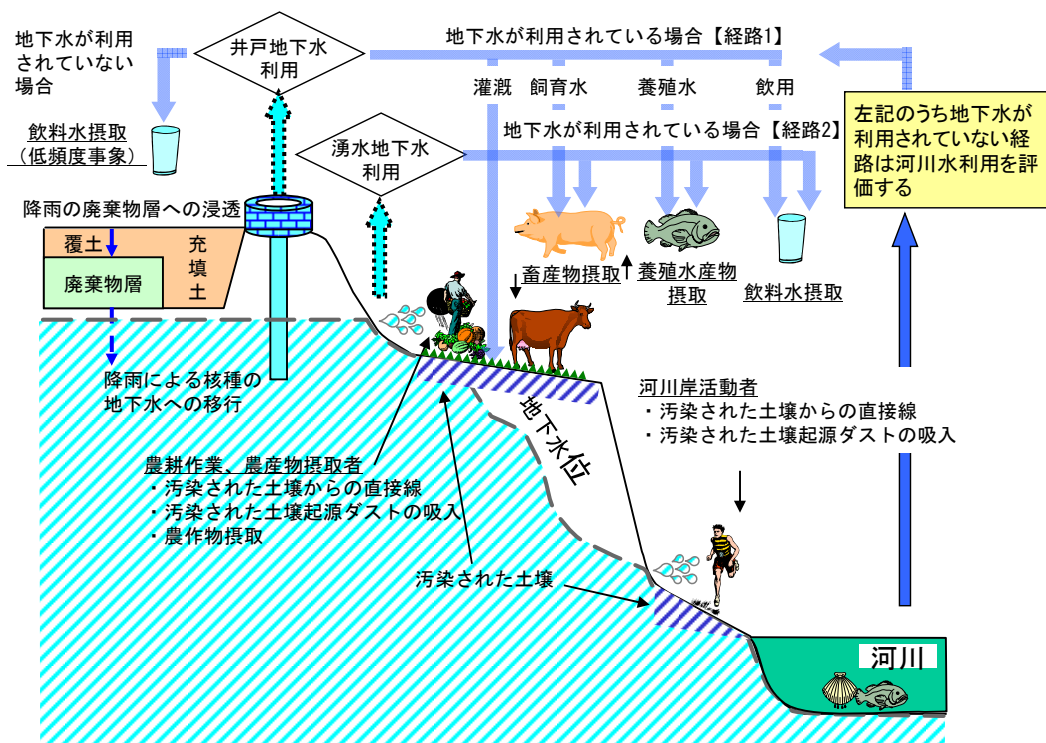 地下水が利用
されていない
場合
井戸地下水
利用
地下水が利用されている場合【経路1】
灌漑
飼育水
養殖水
飲用
飲料水摂取
(低頻度事象)
湧水地下水
利用
地下水が利用されている場合【経路2】
左記のうち地下水が
利用されていない経
路は河川水利用を評
価する
降雨の廃棄物層への浸透
覆土
充填土
廃棄物層
畜産物摂取
養殖水産物
摂取
飲料水摂取
降雨による核種の
地下水への移行
地下水位
河川岸活動者
・汚染された土壌からの直接線
・汚染された土壌起源ダストの吸入
農耕作業、農産物摂取者
・汚染された土壌からの直接線
・汚染された土壌起源ダストの吸入
・農作物摂取
汚染された土壌
河川